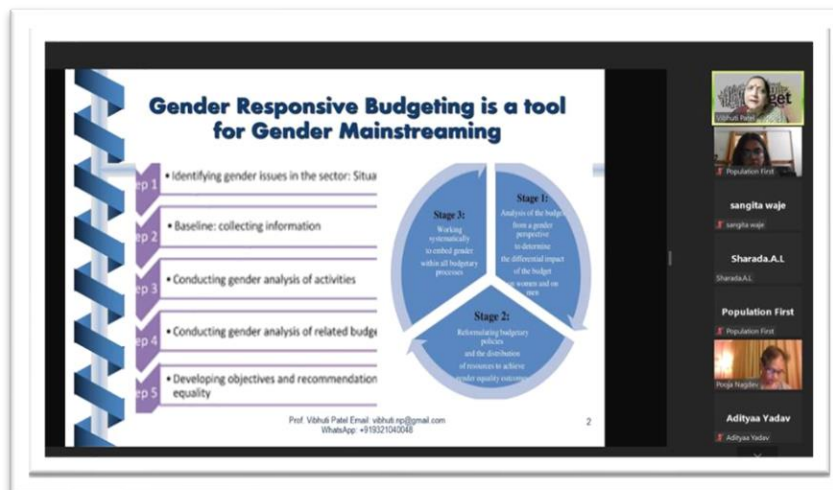 Gender Responsive Budgeting is a tool
for Gender Mainstreaming
ep 1
• Identifying gender issues in the sector: Situa
ep 2
• Baseline: collecting information
ep 3
• Conducting gender analysis of activities
ep 4
• Conducting gender analysis of related budge
ep 5
• Developing objectives and recommendation
equality
Stage 1:
Analysis of the budge
from a gender
perspective
to determine
the differential impact
of the budget
on women and on
men
Stage 2:
Reformulating budgetary
policies
and the distribution
of resources to achieve
gender equality outcomes
Stage 3:
Working
systematically
to embed gender
within all budgetary
processes
Prof. Vibhuti Patel Email: vibhuti.np@gmail.com
WhatsApp: +919321040048
2
get
Vibhuti Patel
Population First
sangita waje
sangita waje
Sharada.A.L
Sharada.A.L
Population First
Population First
Pooja Nagdev
Adityaa Yadav
Adityaa Yadav